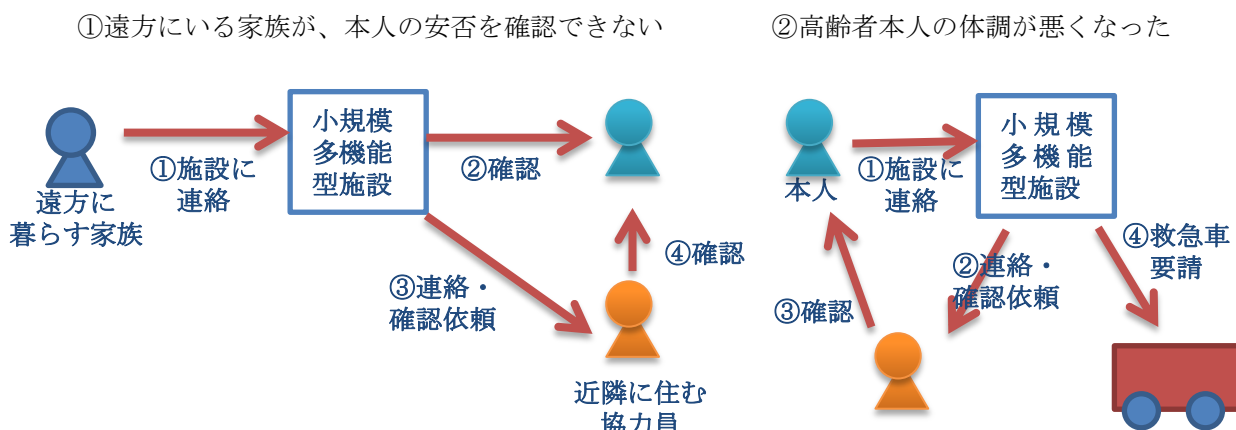 ①遠方にいる家族が、本人の安否を確認できない
小規模
多機能
型施設
①施設に
連絡
②確認
遠方に
暮らす家族
③連絡・
確認依頼
④確認
近隣に住む
協力員
②高齢者本人の体調が悪くなった
小規模
多機能
型施設
本人
①施設に
連絡
②連絡・
確認依頼
③確認
④救急車
要請